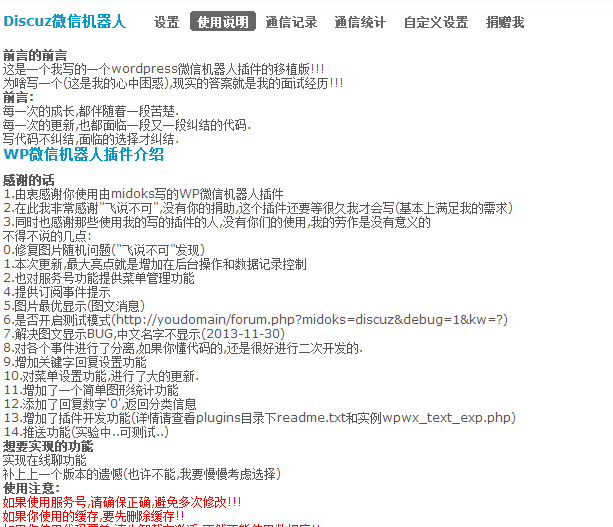 Discuz微信机器人 设置 使用说明 通信记录 通信统计 自定义设置 捐赠我
前言的前言
这是一个我写的一个wordpress微信机器人插件的移植版!!!
为啥写一个(这是我的心中困惑),现实的答案就是我的面试经历!!!
前言:
每一次的成长,都伴随着一段苦楚.
每一次的更新,也都面临一段又一段纠结的代码.
写代码不纠结,面临的选择才纠结.
WP微信机器人插件介绍
感谢的话
1.由衷感谢你使用由midoks写的WP微信机器人插件
2.在此我非常感谢"飞说不可",没有你的捐助,这个插件还要等很久我才会写(基本上满足我的需求)
3.同时也感谢那些使用我的写的插件的人,没有你们的使用,我的劳作是没有意义的
不得不说的几点:
0.修复图片随机问题("飞说不可"发现)
1.本次更新,最大亮点就是增加在后台操作和数据记录控制
2.也对服务号功能提供菜单管理功能
4.提供订阅事件提示
5.图片最优显示(图文消息)
6.是否开启测试模式(http://youdomain/forum.php?midoks=discuz&debug=1&kw=?)
7.解决图文显示BUG,中文名字不显示(2013-11-30)
8.对各个事件进行了分离,如果你懂代码的,还是很好进行二次开发的.
9.增加关键字回复设置功能
10.对菜单设置功能,进行了大的更新.
11.增加了一个简单图形统计功能
12.添加了回复数字'0',返回分类信息
13.增加了插件开发功能(详情请查看plugins目录下readme.txt和实例wpwx_text_exp.php)
14.推送功能(实验中..可测试..)
想要实现的功能
实现在线聊功能
补上上一个版本的遗憾(也许不能,我要慢慢考虑选择)
使用注意:
如果使用服务号,请确保正确,避免多次修改!!!
如果你使用的缓存,要先删除缓存!!